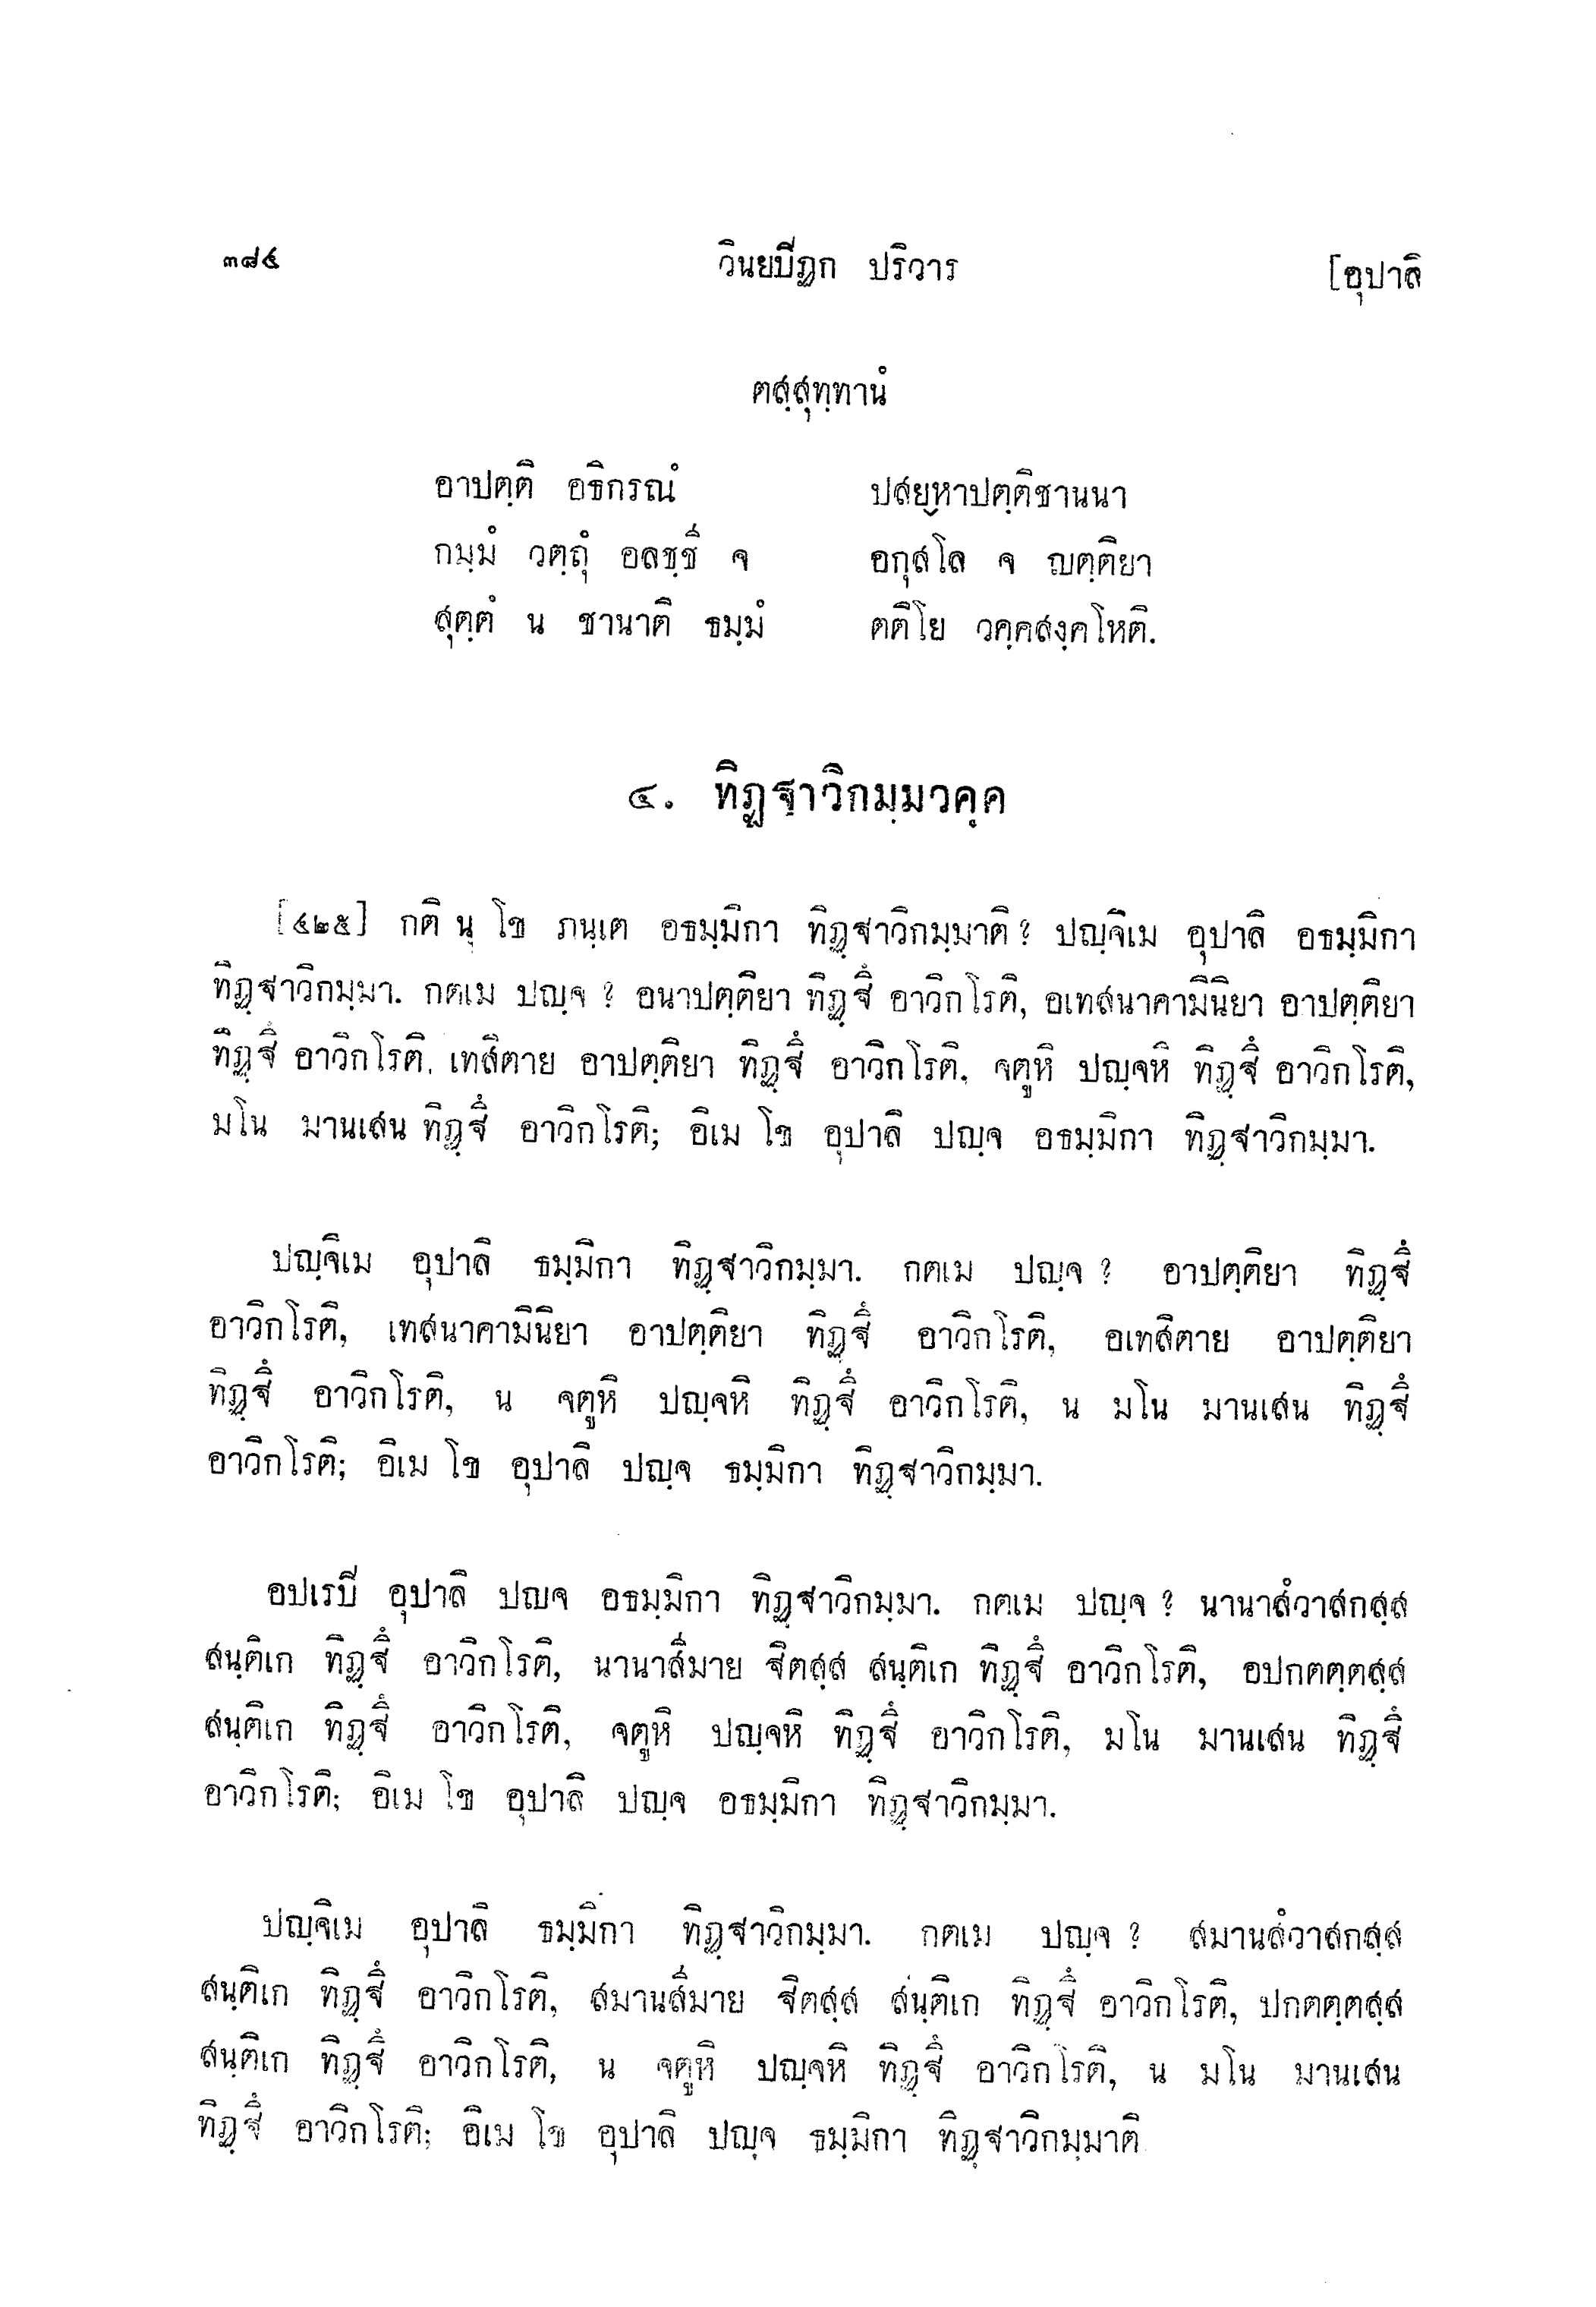 ๓๘๔ วินยปิฏก ปริวาร [อุปาลิ
ตสฺสุทฺทานํ
อาปตฺติ อธิกรณํ ปสยฺหาปตฺติชานนา
กมฺมํ วตฺถุํ อลชฺชึ จ อกุสโล จ ญตฺติยา
สุตฺตํ น ชานาติ ธมฺมํ ตติโย วคฺคสงฺคโหติ.
๔. ทิฏฺฐาวิกมฺมวคฺค
[๔๒๕] กติ นุ โข ภนฺเต อธมฺมิกา ทิฏฺฐาวิกมฺมาติ? ปญฺจิเม อุปาลิ อธมฺมิกา
ทิฏฺฐาวิกมฺมา. กตเม ปญฺจ ? อนาปตฺติยา ทิฏฺฐึ อาวิกโรติ, อเทสนาคามินิยา อาปตฺติยา
ทิฏฺฐึ อาวิกโรติ, เทสิตาย อาปตฺติยา ทิฏฺฐึ อาวิกโรติ, จตูหิ ปญฺจหิ ทิฏฺฐึ อาวิกโรติ,
มโน มานเสน ทิฏฺฐึ อาวิกโรติ; อิเม โข อุปาลิ ปญฺจ อธมฺมิกา ทิฏฺฐาวิกมฺมา.
ปญฺจิเม อุปาลิ ธมฺมิกา ทิฏฺฐาวิกมฺมา. กตเม ปญฺจ ? อาปตฺติยา ทิฏฺฐึ
อาวิกโรติ, เทสนาคามินิยา อาปตฺติยา ทิฏฺฐึ อาวิกโรติ, อเทสิตาย อาปตฺติยา
ทิฏฺฐึ อาวิกโรติ, น จตูหิ ปญฺจหิ ทิฏฺฐึ อาวิกโรติ, น มโน มานเสน ทิฏฺฐึ
อาวิกโรติ; อิเม โข อุปาลิ ปญฺจ ธมฺมิกา ทิฏฺฐาวิกมฺมา.
อปเรปิ อุปาลิ ปญจ อธมฺมิกา ทิฏฺฐาวิกมฺมา. กตเม ปญฺจ ? นานาสํวาสกสฺส
สนฺติเก ทิฏฺฐึ อาวิกโรติ, นานาสีมาย ฐิตสฺส สนฺติเก ทิฏฺฐึ อาวิกโรติ, อปกตตฺตสฺส
สนฺติเก ทิฏฺฐึ อาวิกโรติ, จตูหิ ปญฺจหิ ทิฏฺฐึ อาวิกโรติ, มโน มานเสน ทิฏฺฐึ
อาวิกโรติ; อิเม โข อุปาลิ ปญฺจ อธมฺมิกา ทิฏฺฐาวิกมฺมา.
ปญฺจิเม อุปาลิ ธมฺมิกา ทิฏฺฐาวิกมฺมา. กตเม ปญฺจ ? สมานสํวาสกสฺส
สนฺติเก ทิฏฺฐึ อาวิกโรติ, สมานสีมาย ฐิตสฺส สนฺติเก ทิฏฺฐึ อาวิกโรติ, ปกตตฺตสฺส
สนฺติเก ทิฏฺฐึ อาวิกโรติ, น จตูหิ ปญฺจหิ ทิฏฺฐึ อาวิกโรติ, น มโน มานเสน
ทิฏฺฐึ อาวิกโรติ; อิเม โข อุปาลิ ปญฺจ ธมฺมิกา ทิฏฺฐาวิกมฺมาติ